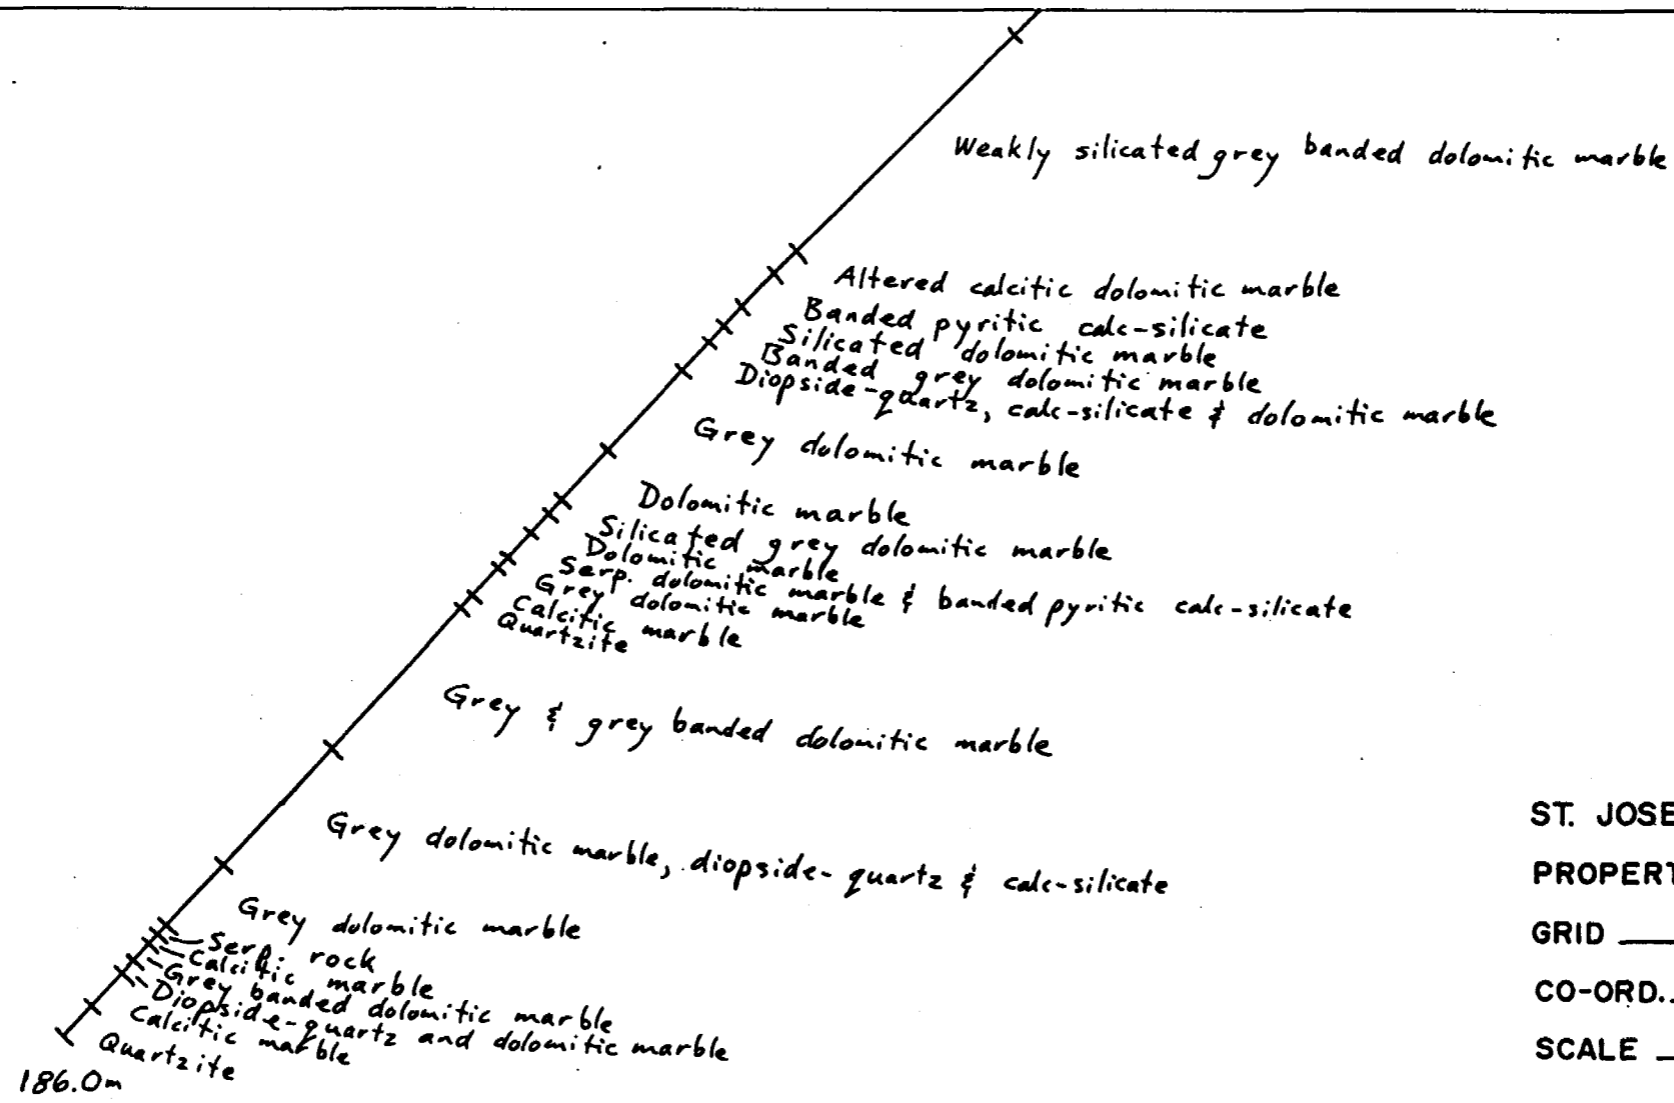 Weakly silicated grey banded dolomitic marble
Altered calcitic dolomitic marble
Banded pyritic calc-silicate
Silicated dolomitic marble
Banded grey dolomitic marble
Diopside-quartz, calc-silicate & dolomitic marble
Grey dolomitic marble
Dolomitic marble
Silicated grey dolomitic marble
Dolomitic marble
Serp. dolomitic marble & banded pyritic calc-silicate
Grey dolomitic marble
Calcitic marble
Quartzite
Grey & grey banded dolomitic marble
Grey dolomitic marble, diopside-quartz & calc-silicate
Grey dolomitic marble
Serp. rock
Calcitic marble
Grey banded dolomitic marble
Diopside-quartz and dolomitic marble
Calcitic marble
Quartzite
186.0m
ST. JOSE
PROPERT
GRID
CO-ORD..
SCALE